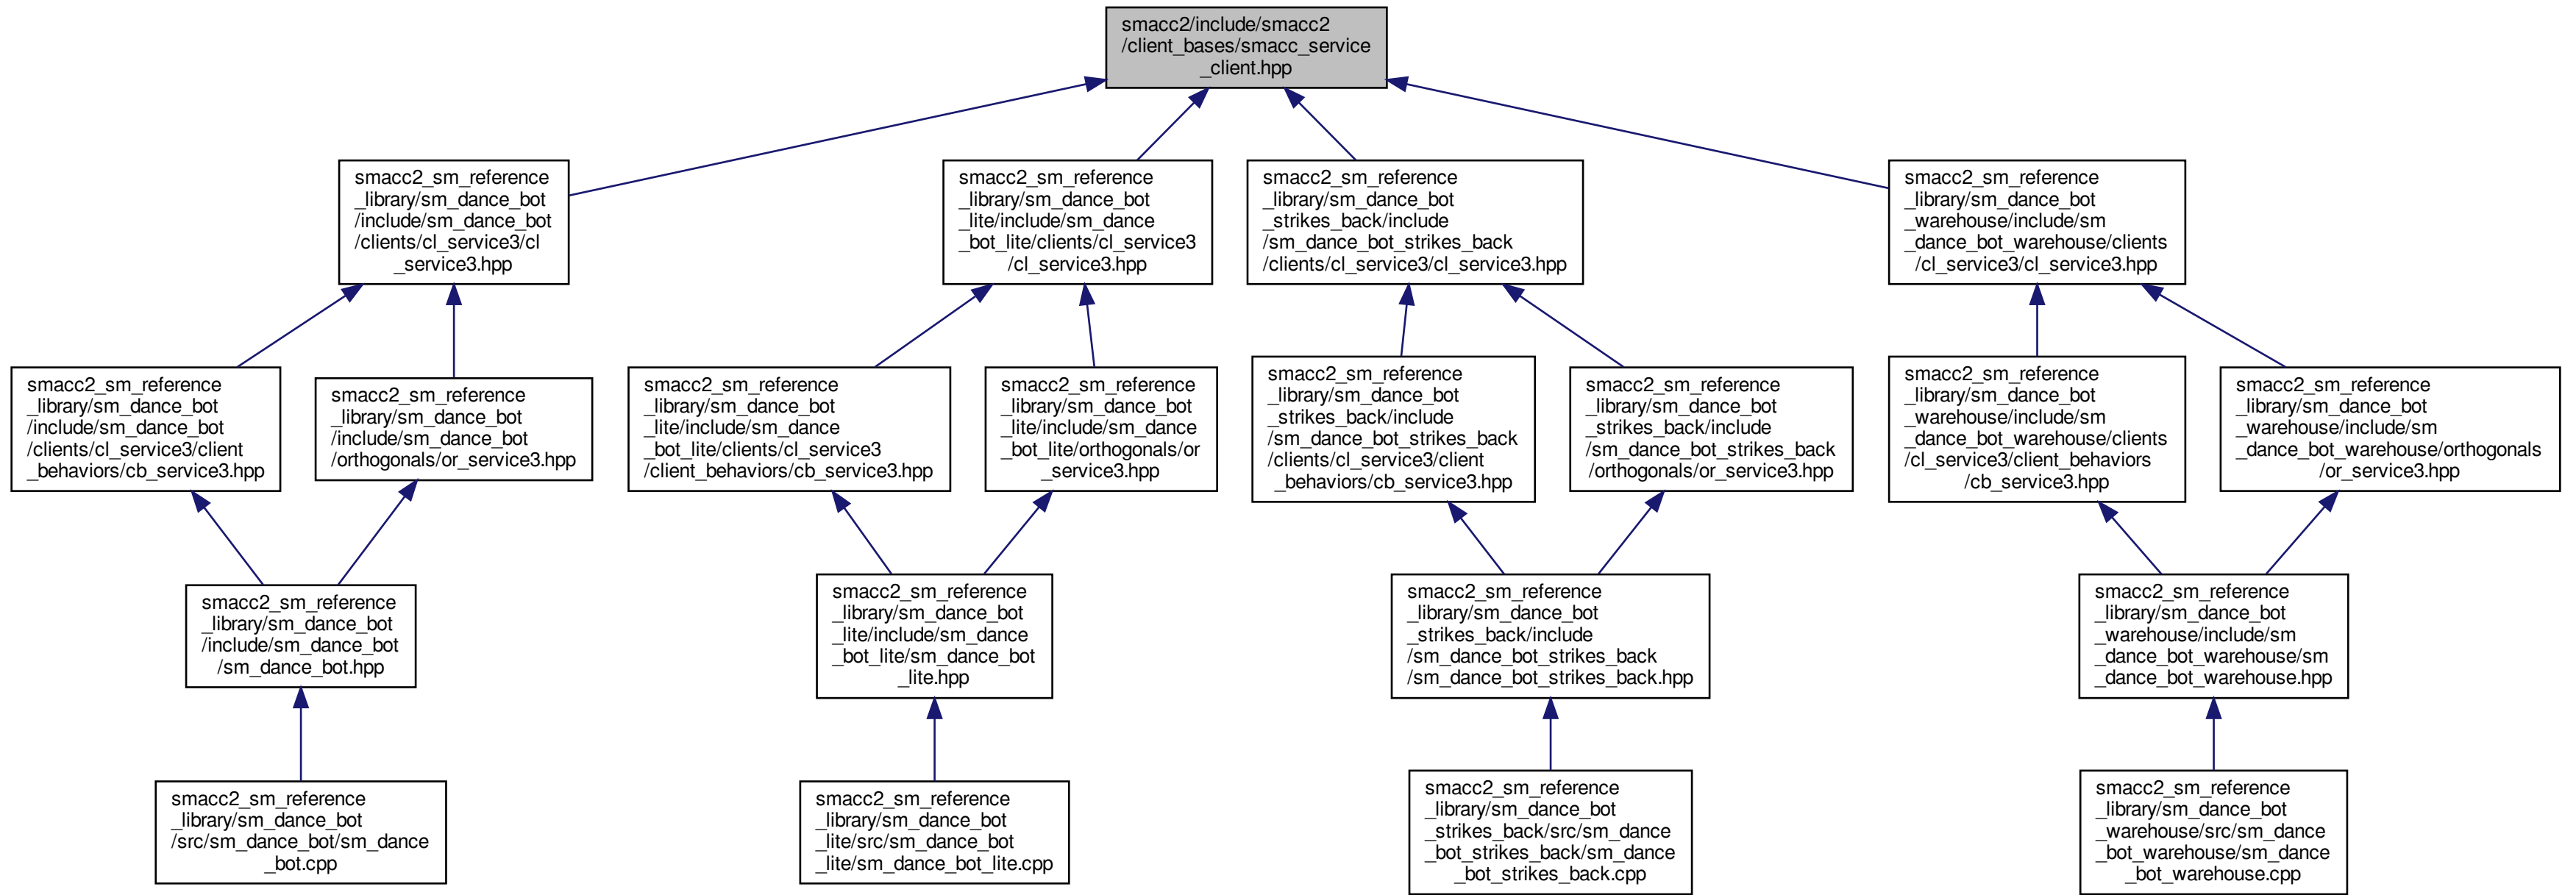 smacc2/include/smacc2
/client_bases/smacc_service
_client.hpp
smacc2_sm_reference
_library/sm_dance_bot
/include/sm_dance_bot
/clients/cl_service3/cl
_service3.hpp
smacc2_sm_reference
_library/sm_dance_bot
_lite/include/sm_dance
_bot_lite/clients/cl_service3
/cl_service3.hpp
smacc2_sm_reference
_library/sm_dance_bot
_strikes_back/include
/sm_dance_bot_strikes_back
/clients/cl_service3/cl_service3.hpp
smacc2_sm_reference
_library/sm_dance_bot
_warehouse/include/sm
_dance_bot_warehouse/clients
/cl_service3/cl_service3.hpp
smacc2_sm_reference
_library/sm_dance_bot
/include/sm_dance_bot
/clients/cl_service3/client
_behaviors/cb_service3.hpp
smacc2_sm_reference
_library/sm_dance_bot
/include/sm_dance_bot
/orthogonals/or_service3.hpp
smacc2_sm_reference
_library/sm_dance_bot
_lite/include/sm_dance
_bot_lite/clients/cl_service3
/client_behaviors/cb_service3.hpp
smacc2_sm_reference
_library/sm_dance_bot
_lite/include/sm_dance
_bot_lite/orthogonals/or
_service3.hpp
smacc2_sm_reference
_library/sm_dance_bot
_strikes_back/include
/sm_dance_bot_strikes_back
/clients/cl_service3/client
_behaviors/cb_service3.hpp
smacc2_sm_reference
_library/sm_dance_bot
_strikes_back/include
/sm_dance_bot_strikes_back
/orthogonals/or_service3.hpp
smacc2_sm_reference
_library/sm_dance_bot
_warehouse/include/sm
_dance_bot_warehouse/clients
/cl_service3/client_behaviors
/cb_service3.hpp
smacc2_sm_reference
_library/sm_dance_bot
_warehouse/include/sm
_dance_bot_warehouse/orthogonals
/or_service3.hpp
smacc2_sm_reference
_library/sm_dance_bot
/include/sm_dance_bot
/sm_dance_bot.hpp
smacc2_sm_reference
_library/sm_dance_bot
_lite/include/sm_dance
_bot_lite/sm_dance_bot
_lite.hpp
smacc2_sm_reference
_library/sm_dance_bot
_strikes_back/include
/sm_dance_bot_strikes_back
/sm_dance_bot_strikes_back.hpp
smacc2_sm_reference
_library/sm_dance_bot
_warehouse/include/sm
_dance_bot_warehouse/sm
_dance_bot_warehouse.hpp
smacc2_sm_reference
_library/sm_dance_bot
/src/sm_dance_bot/sm_dance
_bot.cpp
smacc2_sm_reference
_library/sm_dance_bot
_lite/src/sm_dance_bot
_lite/sm_dance_bot_lite.cpp
smacc2_sm_reference
_library/sm_dance_bot
_strikes_back/src/sm_dance
_bot_strikes_back/sm_dance
_bot_strikes_back.cpp
smacc2_sm_reference
_library/sm_dance_bot
_warehouse/src/sm_dance
_bot_warehouse/sm_dance
_bot_warehouse.cpp